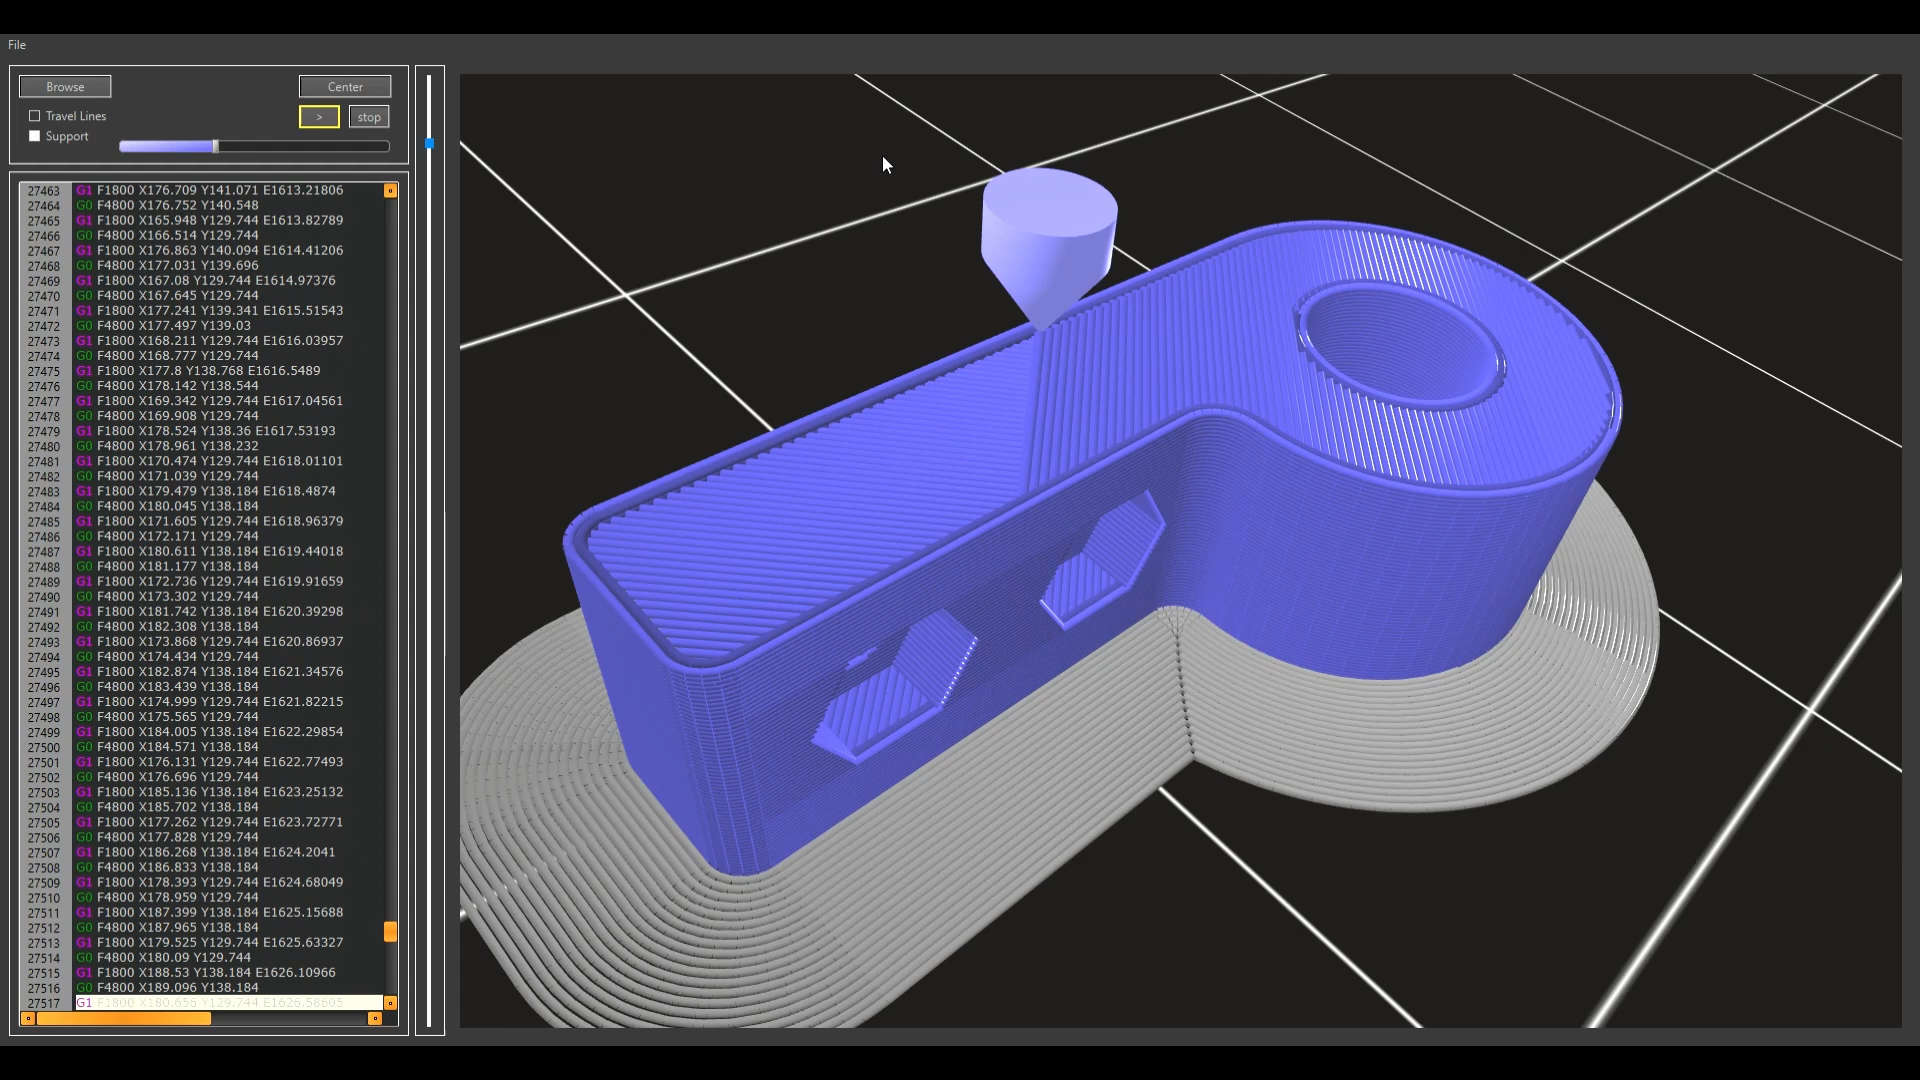 File
Browse
Center
Travel Lines
>
stop
Support
27463 G1 F1800 X176.709 Y141.071 E1613.21806
27464 G0 F4800 X176.752 Y140.548
27465 G1 F1800 X165.948 Y129.744 E1613.82789
27466 G0 F4800 X166.514 Y129.744
27467 G1 F1800 X176.863 Y140.094 E1614.41206
27468 G0 F4800 X177.031 Y139.696
27469 G1 F1800 X167.08 Y129.744 E1614.97376
27470 G0 F4800 X167.645 Y129.744
27471 G1 F1800 X177.241 Y139.341 E1615.51543
27472 G0 F4800 X177.497 Y139.03
27473 G1 F1800 X168.211 Y129.744 E1616.03957
27474 G0 F4800 X168.777 Y129.744
27475 G1 F1800 X177.8 Y138.768 E1616.5489
27476 G0 F4800 X178.142 Y138.544
27477 G1 F1800 X169.342 Y129.744 E1617.04561
27478 G0 F4800 X169.908 Y129.744
27479 G1 F1800 X178.524 Y138.36 E1617.53193
27480 G0 F4800 X178.961 Y138.232
27481 G1 F1800 X170.474 Y129.744 E1618.01101
27482 G0 F4800 X171.039 Y129.744
27483 G1 F1800 X179.479 Y138.184 E1618.4874
27484 G0 F4800 X180.045 Y138.184
27485 G1 F1800 X171.605 Y129.744 E1618.96379
27486 G0 F4800 X172.171 Y129.744
27487 G1 F1800 X180.611 Y138.184 E1619.44018
27488 G0 F4800 X181.177 Y138.184
27489 G1 F1800 X172.736 Y129.744 E1619.91659
27490 G0 F4800 X173.302 Y129.744
27491 G1 F1800 X181.742 Y138.184 E1620.39298
27492 G0 F4800 X182.308 Y138.184
27493 G1 F1800 X173.868 Y129.744 E1620.86937
27494 G0 F4800 X174.434 Y129.744
27495 G1 F1800 X182.874 Y138.184 E1621.34576
27496 G0 F4800 X183.439 Y138.184
27497 G1 F1800 X174.999 Y129.744 E1621.82215
27498 G0 F4800 X175.565 Y129.744
27499 G1 F1800 X184.005 Y138.184 E1622.29854
27500 G0 F4800 X184.571 Y138.184
27501 G1 F1800 X176.131 Y129.744 E1622.77493
27502 G0 F4800 X176.696 Y129.744
27503 G1 F1800 X185.136 Y138.184 E1623.25132
27504 G0 F4800 X185.702 Y138.184
27505 G1 F1800 X177.262 Y129.744 E1623.72771
27506 G0 F4800 X177.828 Y129.744
27507 G1 F1800 X186.268 Y138.184 E1624.2041
27508 G0 F4800 X186.833 Y138.184
27509 G1 F1800 X178.393 Y129.744 E1624.68049
27510 G0 F4800 X178.959 Y129.744
27511 G1 F1800 X187.399 Y138.184 E1625.15688
27512 G0 F4800 X187.965 Y138.184
27513 G1 F1800 X179.525 Y129.744 E1625.63327
27514 G0 F4800 X180.09 Y129.744
27515 G1 F1800 X188.53 Y138.184 E1626.10966
27516 G0 F4800 X189.096 Y138.184
27517 G1 F1800 X180.656 Y129.744 E1626.58605